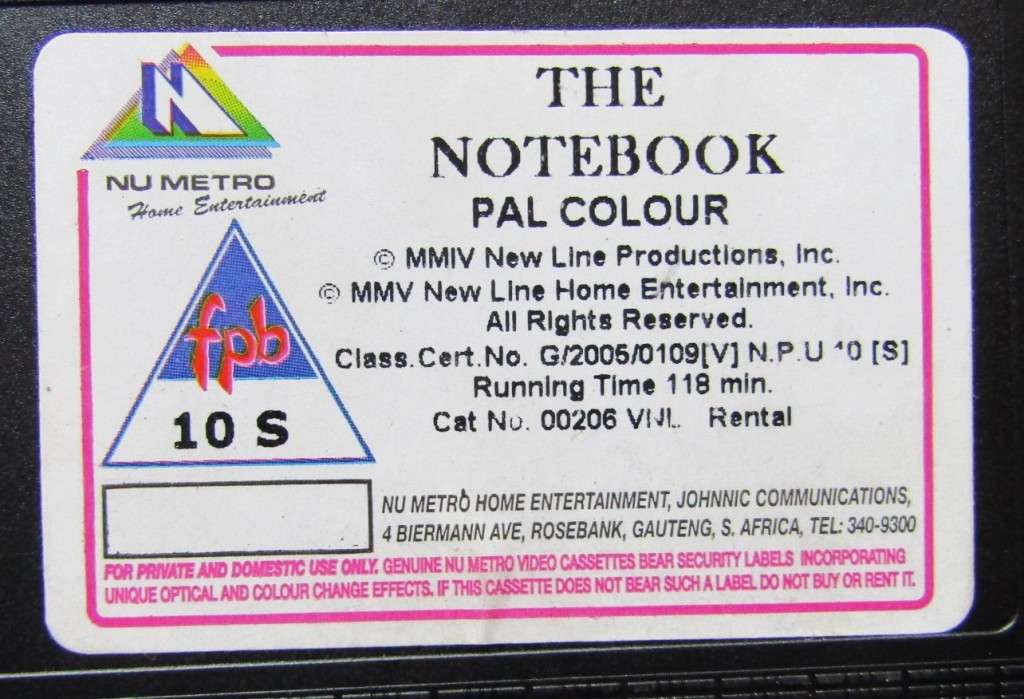 N
NU METRO
Home Entertainment
THE
NOTEBOOK
PAL COLOUR
© MMIV New Line Productions, Inc.
© MMV New Line Home Entertainment, Inc.
All Rights Reserved.
Class.Cert.No. G/2005/0109[V] N.P.U 10 [S]
Running Time 118 min.
Cat No. 00206 Rental
fpb
10 S
NU METRO HOME ENTERTAINMENT, JOHNNIC COMMUNICATIONS,
4 BIERMANN AVE, ROSEBANK, GAUTENG, S. AFRICA, TEL: 340-9300
FOR PRIVATE AND DOMESTIC USE ONLY. GENUINE NU METRO VIDEO CASSETTES BEAR SECURITY LABELS INCORPORATING
UNIQUE OPTICAL AND COLOUR CHANGE EFFECTS. IF THIS CASSETTE DOES NOT BEAR SUCH A LABEL DO NOT BUY OR RENT IT.